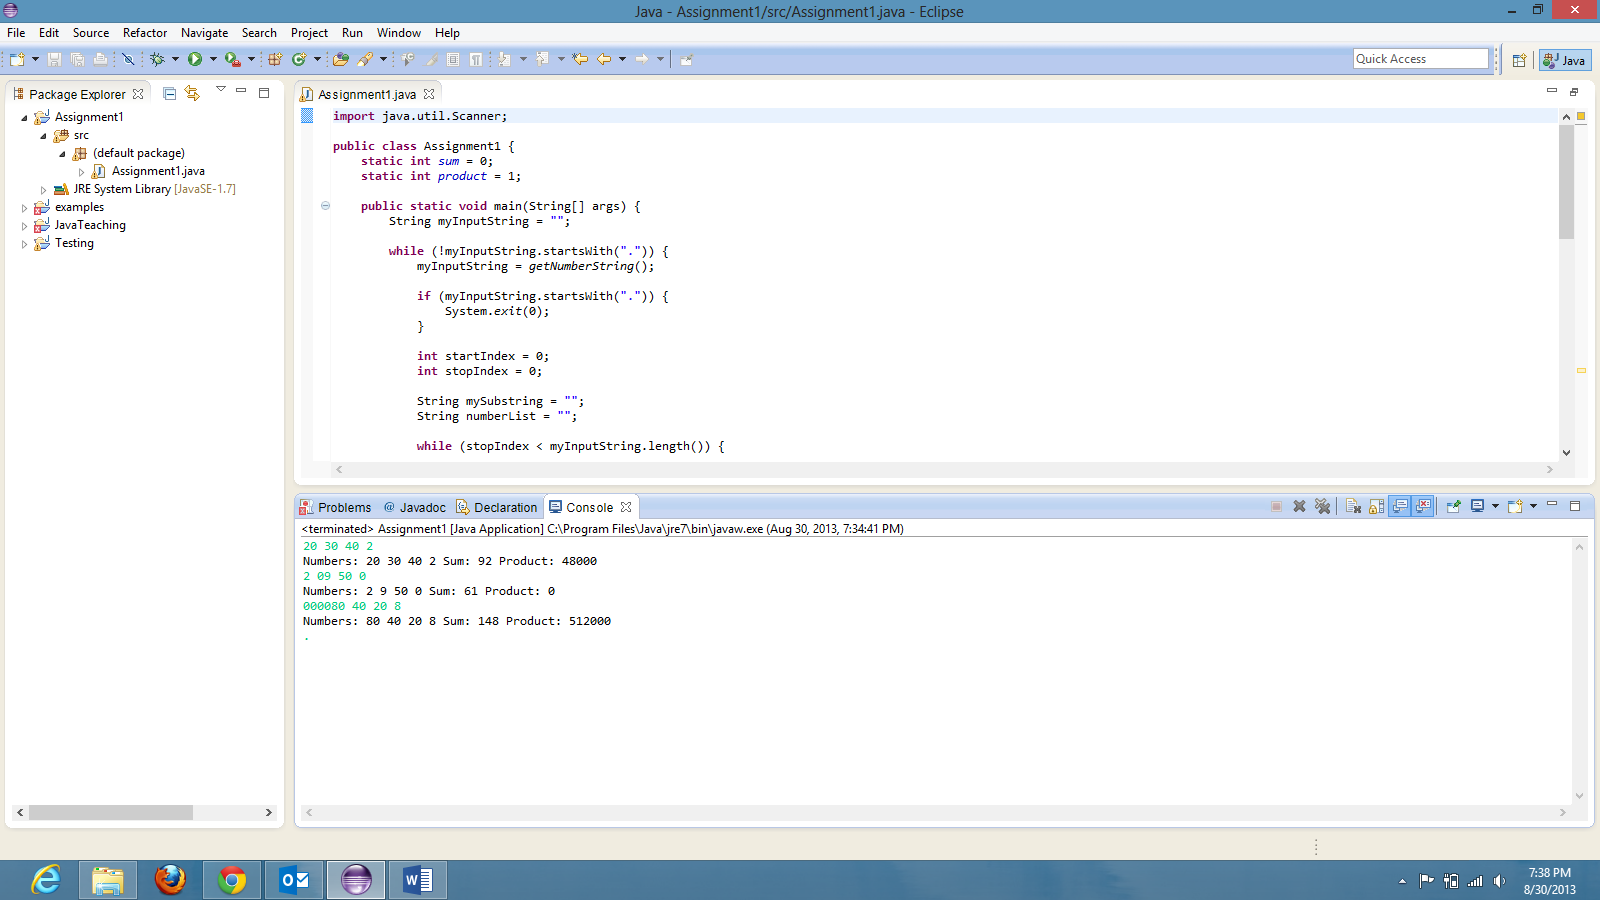 Java - Assignment1/src/Assignment1.java - Eclipse
File Edit Source Refactor Navigate Search Project Run Window Help
Quick Access
Java
Package Explorer
Assignment1
src
(default package)
Assignment1.java
JRE System Library [JavaSE-1.7]
examples
JavaTeaching
Testing
Assignment1.java
import java.util.Scanner;
public class Assignment1 {
static int sum = 0;
static int product = 1;
public static void main(String[] args) {
String myInputString = "";
while (!myInputString.startsWith(".")) {
myInputString = getNumberString();
if (myInputString.startsWith(".")) {
System.exit(0);
}
int startIndex = 0;
int stopIndex = 0;
String mySubstring = "";
String numberList = "";
while (stopIndex < myInputString.length()) {
Problems @ Javadoc Declaration Console
<terminated> Assignment1 [Java Application] C:\Program Files\Java\jre7\bin\javaw.exe (Aug 30, 2013, 7:34:41 PM)
20 30 40 2
Numbers: 20 30 40 2 Sum: 92 Product: 48000
2 09 50 0
Numbers: 2 9 50 0 Sum: 61 Product: 0
000080 40 20 8
Numbers: 80 40 20 8 Sum: 148 Product: 512000
.
7:38 PM
8/30/2013